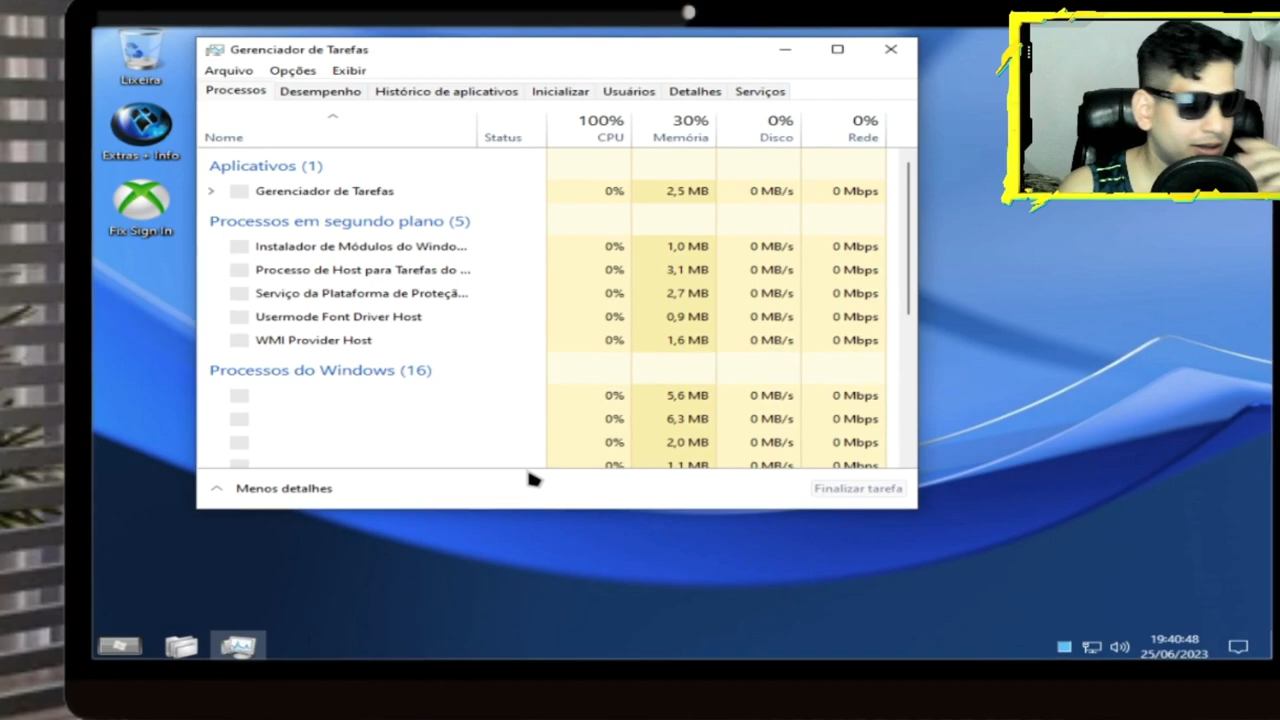 Lixeira
Extras + Info
Fix Sign In
Gerenciador de Tarefas
Arquivo Opções Exibir
Processos Desempenho Histórico de aplicativos Inicializar Usuários Detalhes Serviços
100% 30% 0% 0%
Nome Status CPU Memória Disco Rede
Aplicativos (1)
Gerenciador de Tarefas 0% 2,5 MB 0 MB/s 0 Mbps
Processos em segundo plano (5)
Instalador de Módulos do Windo... 0% 1,0 MB 0 MB/s 0 Mbps
Processo de Host para Tarefas do ... 0% 3,1 MB 0 MB/s 0 Mbps
Serviço da Plataforma de Proteçã... 0% 2,7 MB 0 MB/s 0 Mbps
Usermode Font Driver Host 0% 0,9 MB 0 MB/s 0 Mbps
WMI Provider Host 0% 1,6 MB 0 MB/s 0 Mbps
Processos do Windows (16)
0% 5,6 MB 0 MB/s 0 Mbps
0% 6,3 MB 0 MB/s 0 Mbps
0% 2,0 MB 0 MB/s 0 Mbps
0% 1,1 MB 0 MB/s 0 Mbps
Menos detalhes Finalizar tarefa
19:40:48
25/06/2023